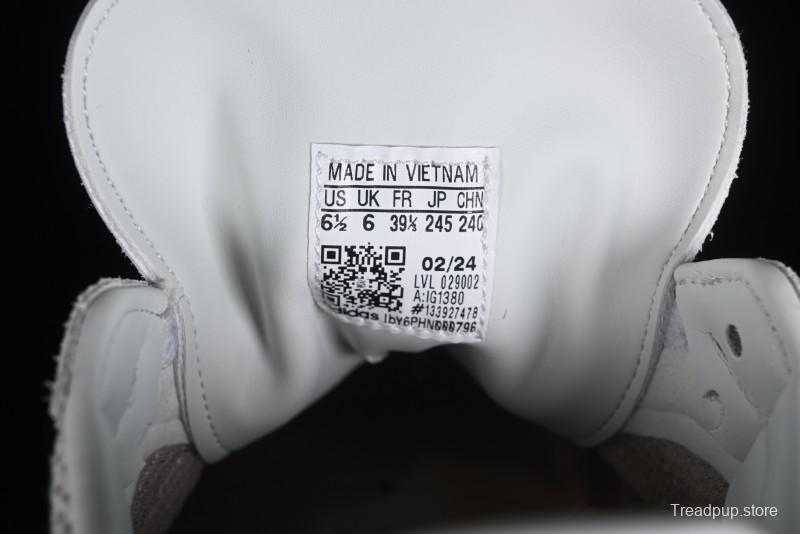 MADE IN VIETNAM
US UK FR JP CHN
6½ 6 39⅓ 245 240
02/24
LVL 029002
A:IG1380
#133927478
adidas
Treadpup.store